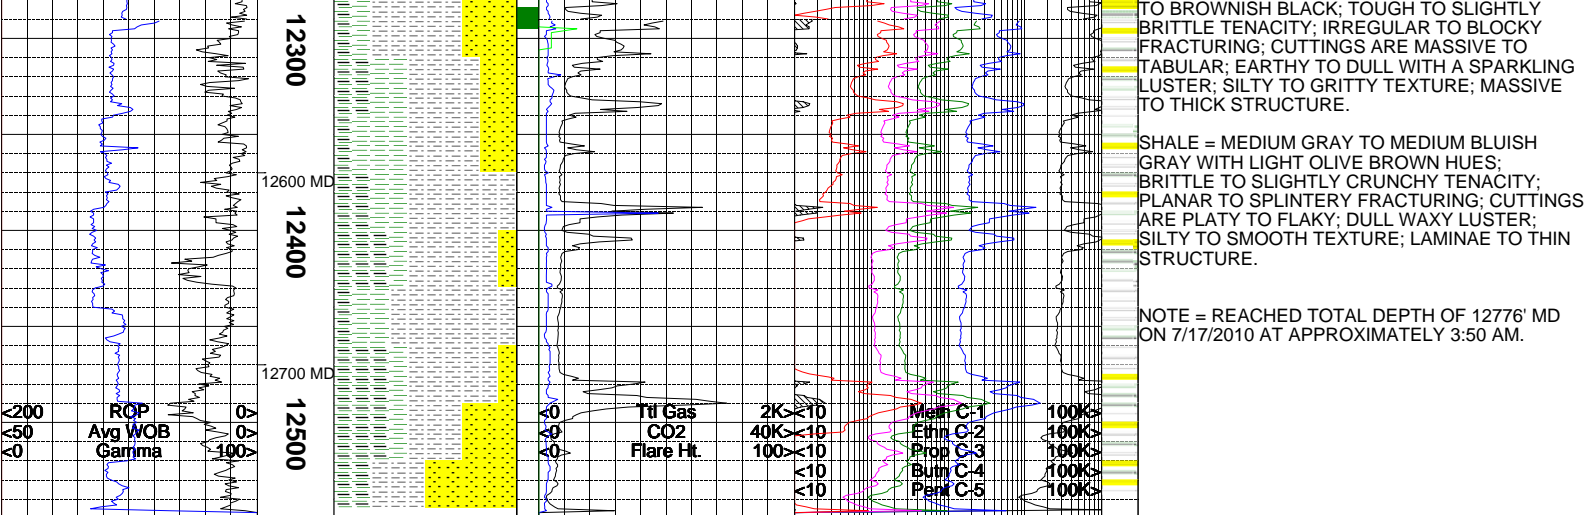 12300
12600 MD
12400
12700 MD
12500
<200 ROP 0>
<50 Avg WOB 0>
<0 Gamma 100>
<0 Ttl Gas 2K>
<0 CO2 40K>
<0 Flare Ht. 100>
<10 Meth C-1 100K>
<10 Ethn C-2 100K>
<10 Prop C-3 100K>
<10 Butn C-4 100K>
<10 Pent C-5 100K>
TO BROWNISH BLACK; TOUGH TO SLIGHTLY
BRITTLE TENACITY; IRREGULAR TO BLOCKY
FRACTURING; CUTTINGS ARE MASSIVE TO
TABULAR; EARTHY TO DULL WITH A SPARKLING
LUSTER; SILTY TO GRITTY TEXTURE; MASSIVE
TO THICK STRUCTURE.
SHALE = MEDIUM GRAY TO MEDIUM BLUISH
GRAY WITH LIGHT OLIVE BROWN HUES;
BRITTLE TO SLIGHTLY CRUNCHY TENACITY;
PLANAR TO SPLINTERY FRACTURING; CUTTINGS
ARE PLATY TO FLAKY; DULL WAXY LUSTER;
SILTY TO SMOOTH TEXTURE; LAMINAE TO THIN
STRUCTURE.
NOTE = REACHED TOTAL DEPTH OF 12776' MD
ON 7/17/2010 AT APPROXIMATELY 3:50 AM.